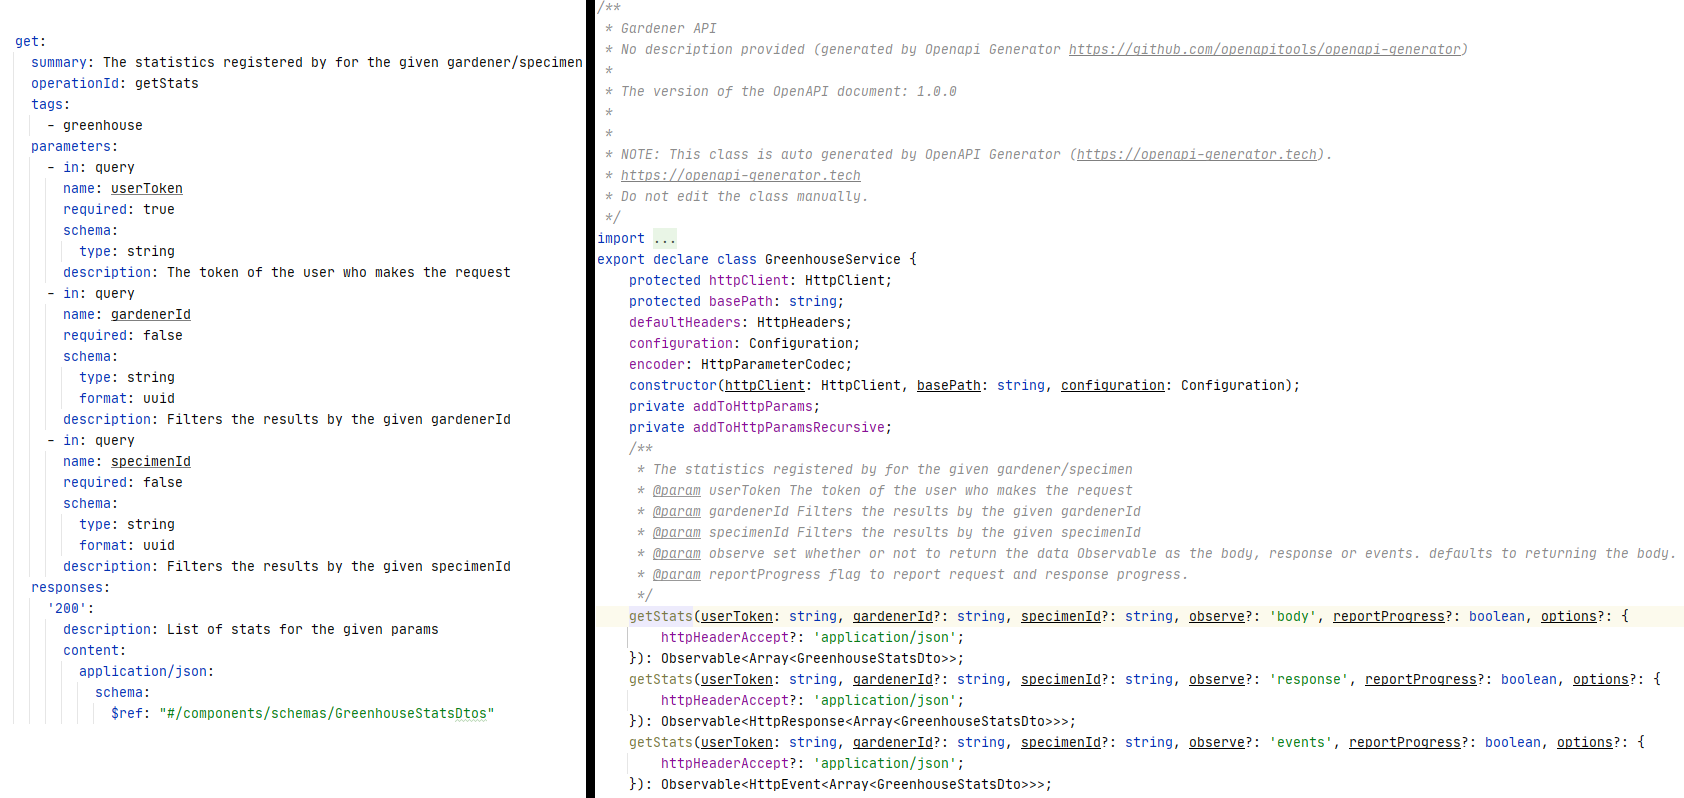 get:
summary: The statistics registered by for the given gardener/specimen
operationId: getStats
tags:
- greenhouse
parameters:
- in: query
name: userToken
required: true
schema:
type: string
description: The token of the user who makes the request
- in: query
name: gardenerId
required: false
schema:
type: string
format: uuid
description: Filters the results by the given gardenerId
- in: query
name: specimenId
required: false
schema:
type: string
format: uuid
description: Filters the results by the given specimenId
responses:
'200':
description: List of stats for the given params
content:
application/json:
schema:
$ref: "#/components/schemas/GreenhouseStatsDtos"
/**
* Gardener API
* No description provided (generated by Openapi Generator https://github.com/openapitools/openapi-generator)
*
* The version of the OpenAPI document: 1.0.0
*
*
* NOTE: This class is auto generated by OpenAPI Generator (https://openapi-generator.tech).
* https://openapi-generator.tech
* Do not edit the class manually.
*/
import ...
export declare class GreenhouseService {
protected httpClient: HttpClient;
protected basePath: string;
defaultHeaders: HttpHeaders;
configuration: Configuration;
encoder: HttpParameterCodec;
constructor(httpClient: HttpClient, basePath: string, configuration: Configuration);
private addToHttpParams;
private addToHttpParamsRecursive;
/**
* The statistics registered by for the given gardener/specimen
* @param userToken The token of the user who makes the request
* @param gardenerId Filters the results by the given gardenerId
* @param specimenId Filters the results by the given specimenId
* @param observe set whether or not to return the data Observable as the body, response or events. defaults to returning the body.
* @param reportProgress flag to report request and response progress.
*/
getStats(userToken: string, gardenerId?: string, specimenId?: string, observe?: 'body', reportProgress?: boolean, options?: {
httpHeaderAccept?: 'application/json';
}): Observable<Array<GreenhouseStatsDto>>;
getStats(userToken: string, gardenerId?: string, specimenId?: string, observe?: 'response', reportProgress?: boolean, options?: {
httpHeaderAccept?: 'application/json';
}): Observable<HttpResponse<Array<GreenhouseStatsDto>>>;
getStats(userToken: string, gardenerId?: string, specimenId?: string, observe?: 'events', reportProgress?: boolean, options?: {
httpHeaderAccept?: 'application/json';
}): Observable<HttpEvent<Array<GreenhouseStatsDto>>>;